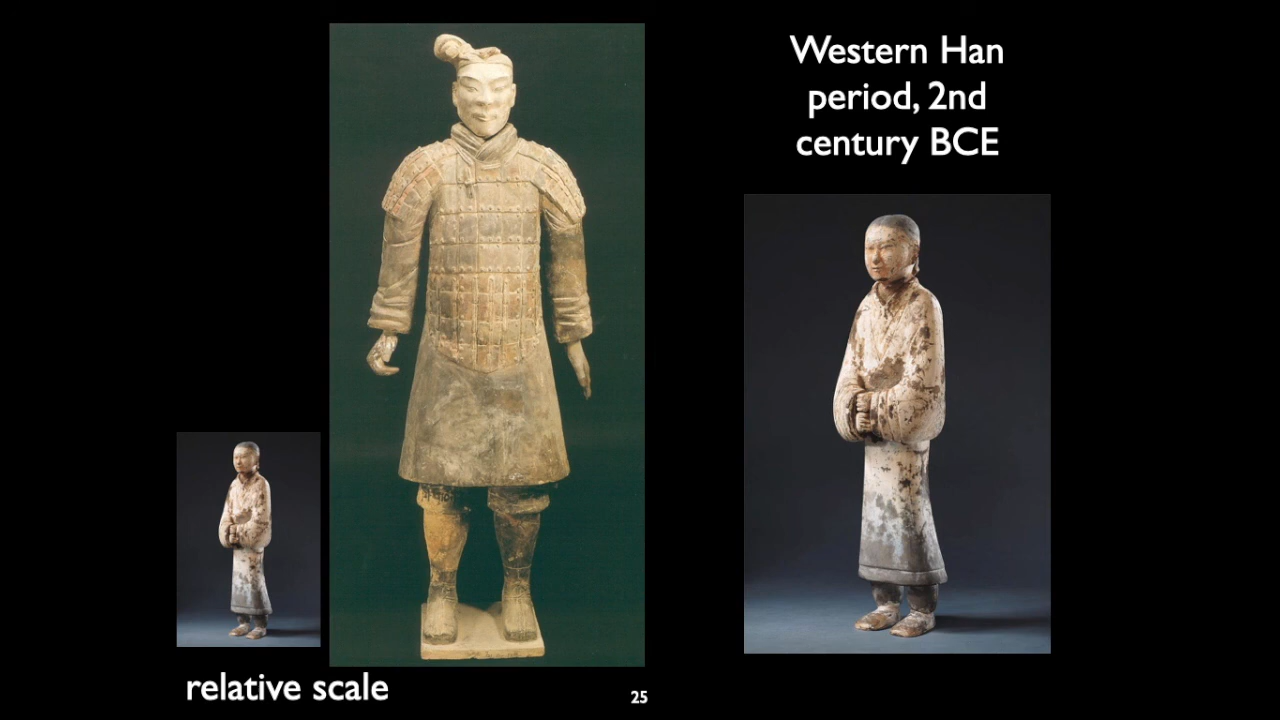 Western Han
period, 2nd
century BCE
relative scale
25